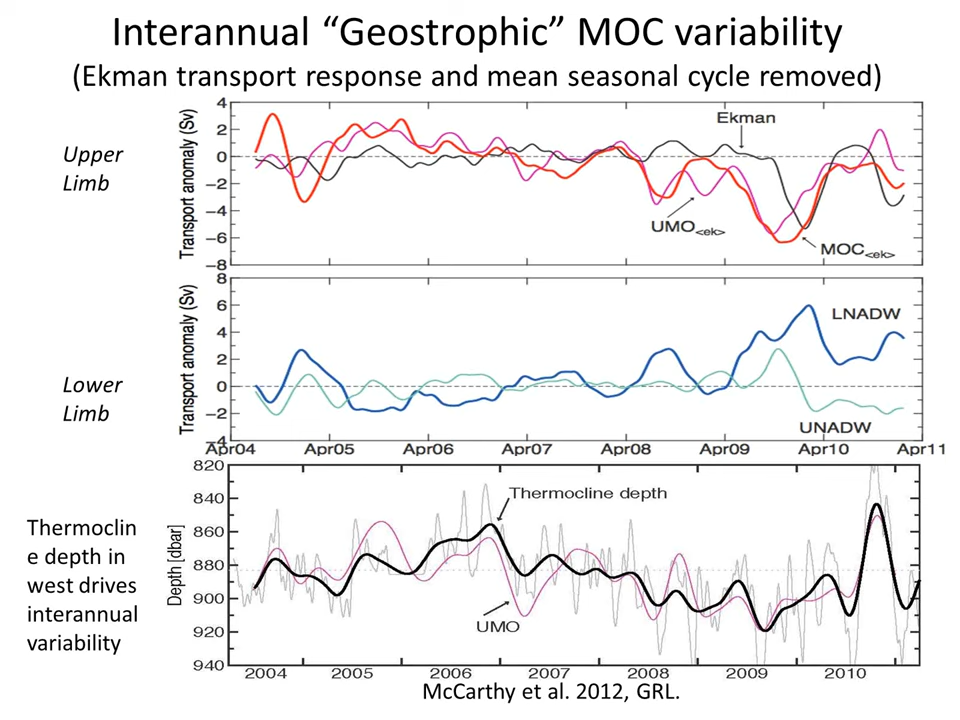 Interannual “Geostrophic” MOC variability
(Ekman transport response and mean seasonal cycle removed)
Upper
Limb
Transport anomaly (Sv)
4
2
0
−2
−4
−6
−8
Ekman
UMO<ek>
MOC<ek>
Lower
Limb
Transport anomaly (Sv)
8
6
4
2
0
−2
−4
LNADW
UNADW
Apr04 Apr05 Apr06 Apr07 Apr08 Apr09 Apr10 Apr11
Thermoclin
e depth in
west drives
interannual
variability
Depth [dbar]
820
840
860
880
900
920
940
Thermocline depth
UMO
2004 2005 2006 2007 2008 2009 2010
McCarthy et al. 2012, GRL.